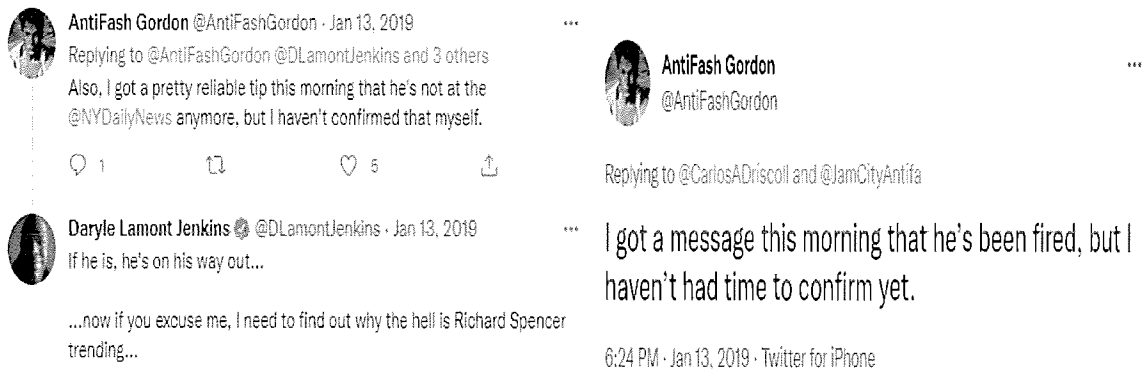 AntiFash Gordon @AntiFashGordon · Jan 13, 2019
Replying to @AntiFashGordon @DLamontJenkins and 3 others
Also, I got a pretty reliable tip this morning that he's not at the
@NYDailyNews anymore, but I haven't confirmed that myself.
1 5
Daryle Lamont Jenkins @DLamontJenkins · Jan 13, 2019
If he is, he's on his way out...
...now if you excuse me, I need to find out why the hell is Richard Spencer
trending...
AntiFash Gordon
@AntiFashGordon
Replying to @CarlosADriscoll and @JamCityAntifa
I got a message this morning that he's been fired, but I
haven't had time to confirm yet.
6:24 PM · Jan 13, 2019 · Twitter for iPhone